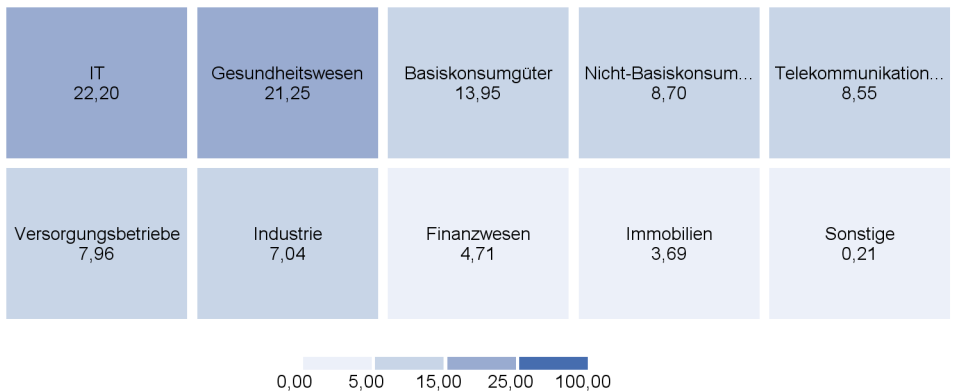 IT
22,20
Gesundheitswesen
21,25
Basiskonsumgüter
13,95
Nicht-Basiskonsum...
8,70
Telekommunikation...
8,55
Versorgungsbetriebe
7,96
Industrie
7,04
Finanzwesen
4,71
Immobilien
3,69
Sonstige
0,21
0,00 5,00 15,00 25,00 100,00